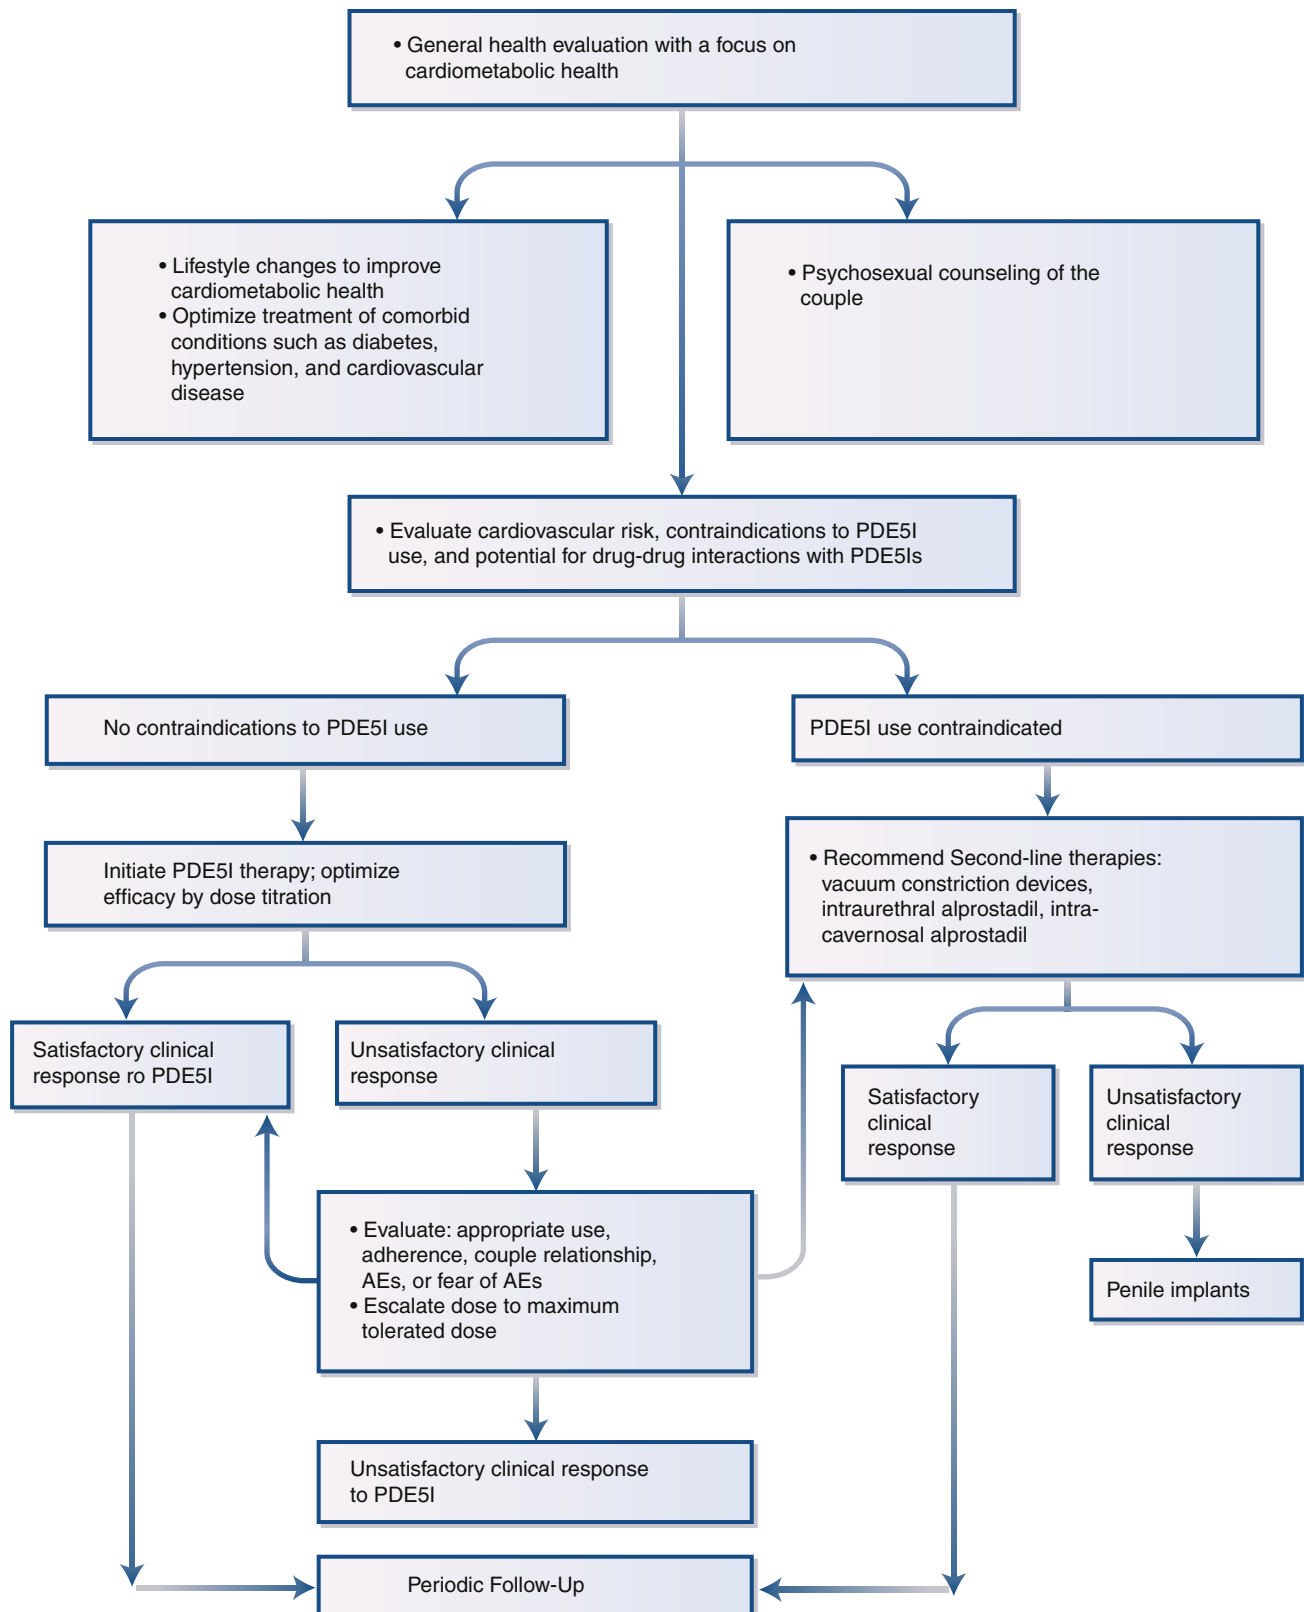 • General health evaluation with a focus on
cardiometabolic health
• Lifestyle changes to improve
cardiometabolic health
• Optimize treatment of comorbid
conditions such as diabetes,
hypertension, and cardiovascular
disease
• Psychosexual counseling of the
couple
• Evaluate cardiovascular risk, contraindications to PDE5I
use, and potential for drug-drug interactions with PDE5Is
No contraindications to PDE5I use
PDE5I use contraindicated
Initiate PDE5I therapy; optimize
efficacy by dose titration
• Recommend Second-line therapies:
vacuum constriction devices,
intraurethral alprostadil, intra-
cavernosal alprostadil
Satisfactory clinical
response ro PDE5I
Unsatisfactory clinical
response
Satisfactory
clinical
response
Unsatisfactory
clinical
response
• Evaluate: appropriate use,
adherence, couple relationship,
AEs, or fear of AEs
• Escalate dose to maximum
tolerated dose
Penile implants
Unsatisfactory clinical response
to PDE5I
Periodic Follow-Up